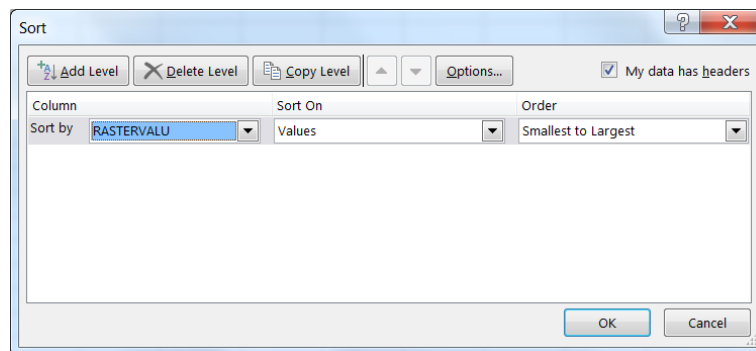 Sort
Add Level Delete Level Copy Level Options... My data has headers
Column Sort On Order
Sort by RASTERVALU Values Smallest to Largest
OK Cancel